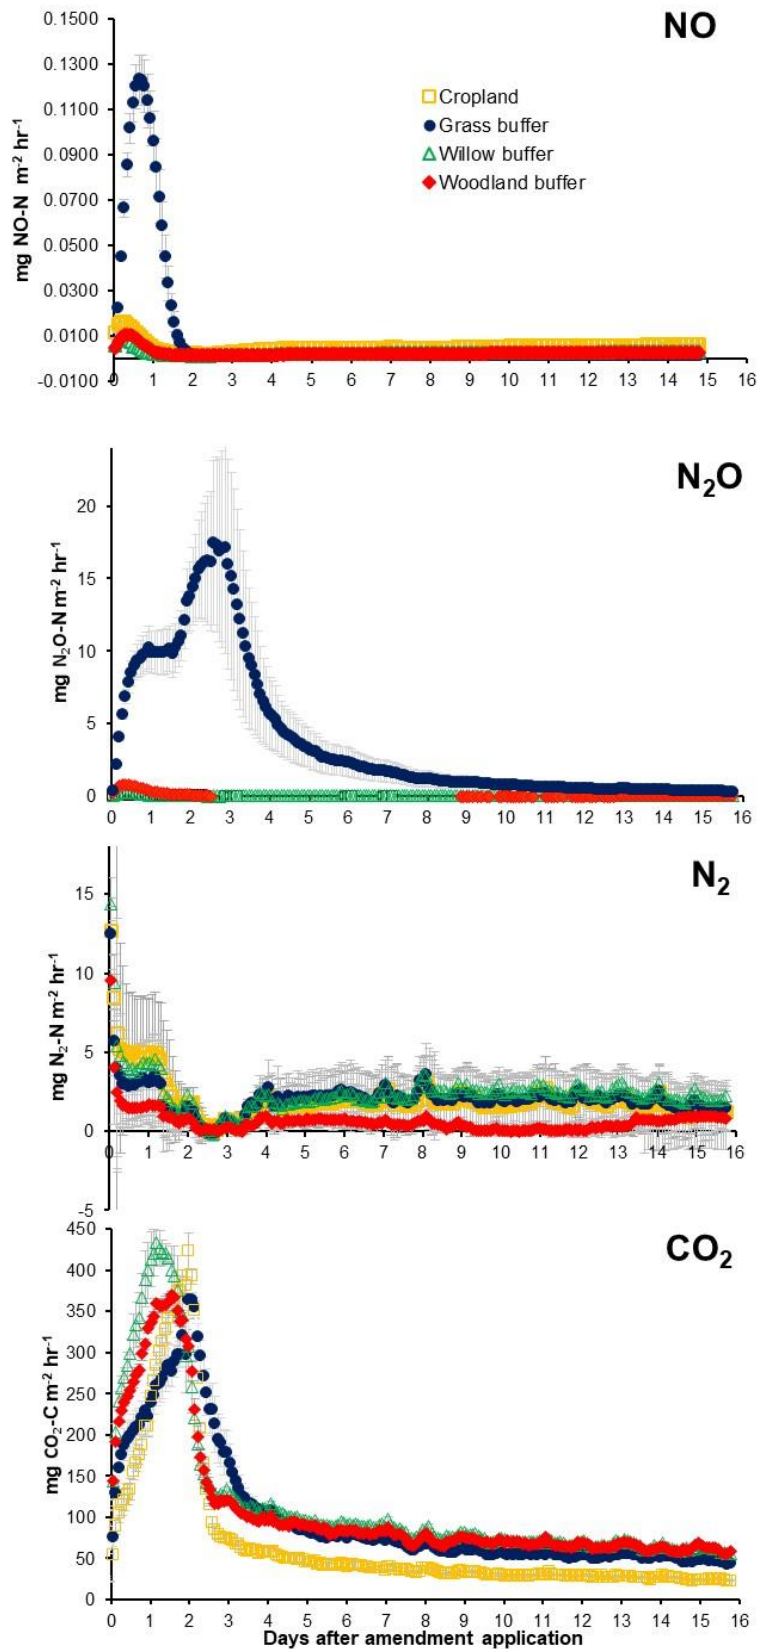 NO
0.1500
0.1300
0.1100
0.0900
0.0700
0.0500
0.0300
0.0100
-0.0100
mg NO-N m-2 hr-1
Cropland
Grass buffer
Willow buffer
Woodland buffer
0 1 2 3 4 5 6 7 8 9 10 11 12 13 14 15 16
N2O
20
15
10
5
0
mg N2O-N m-2 hr-1
0 1 2 3 4 5 6 7 8 9 10 11 12 13 14 15 16
N2
15
10
5
0
-5
mg N2-N m-2 hr-1
0 1 2 3 4 5 6 7 8 9 10 11 12 13 14 15 16
CO2
450
400
350
300
250
200
150
100
50
0
mg CO2-C m-2 hr-1
0 1 2 3 4 5 6 7 8 9 10 11 12 13 14 15 16
Days after amendment application